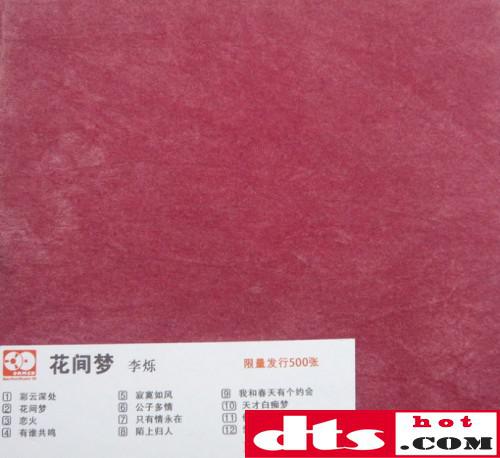 花间梦 李烁
限量发行500张
1 彩云深处
2 花间梦
3 恋火
4 有谁共鸣
5 寂寞如风
6 公子多情
7 只有情永在
8 陌上归人
9 我和春天有个约会
10 天才白痴梦
11
12
dts
hot
.COM